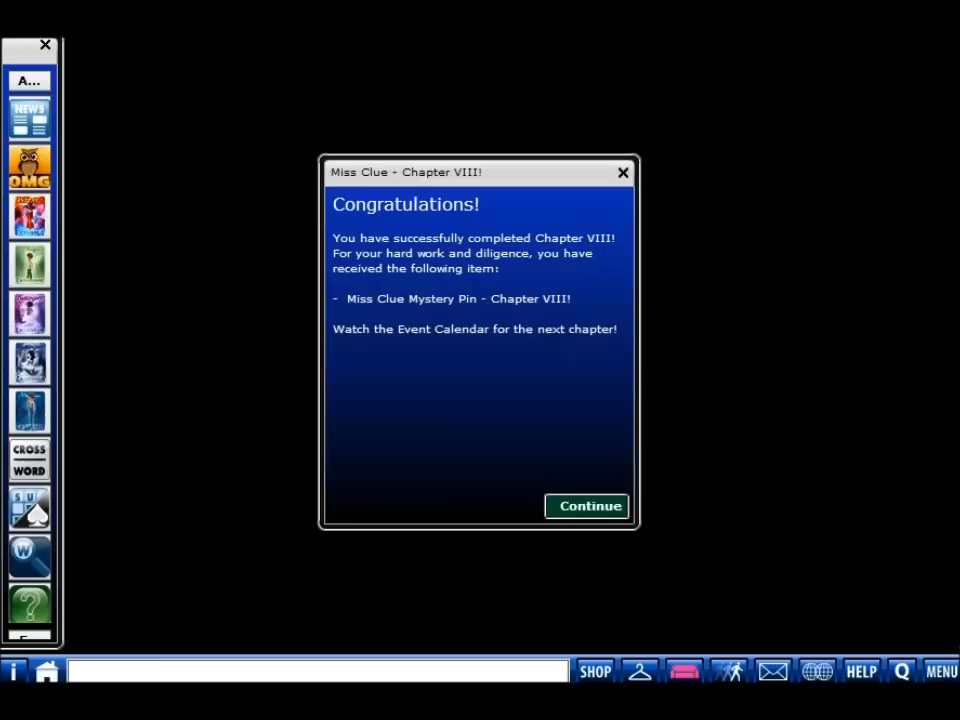 A...
NEWS
OMG
CROSS
WORD
S U
W
?
Miss Clue - Chapter VIII!
Congratulations!
You have successfully completed Chapter VIII!
For your hard work and diligence, you have
received the following item:
- Miss Clue Mystery Pin - Chapter VIII!
Watch the Event Calendar for the next chapter!
Continue
i
SHOP
HELP
Q
MENU